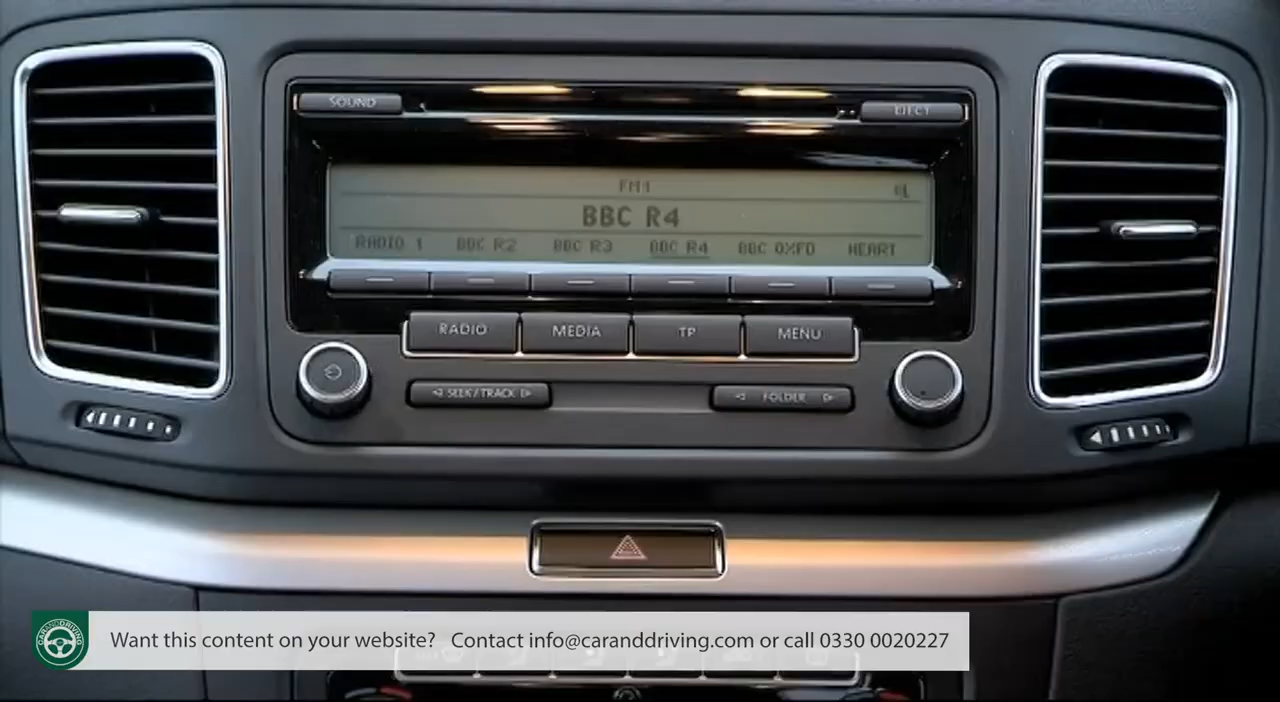 SOUND
EJECT
FM1
BBC R4
RADIO 1 BBC R2 BBC R3 BBC R4 BBC OXFD HEART
RADIO MEDIA TP MENU
SEEK/TRACK FOLDER
CARANDDRIVING
Want this content on your website? Contact info@caranddriving.com or call 0330 0020227